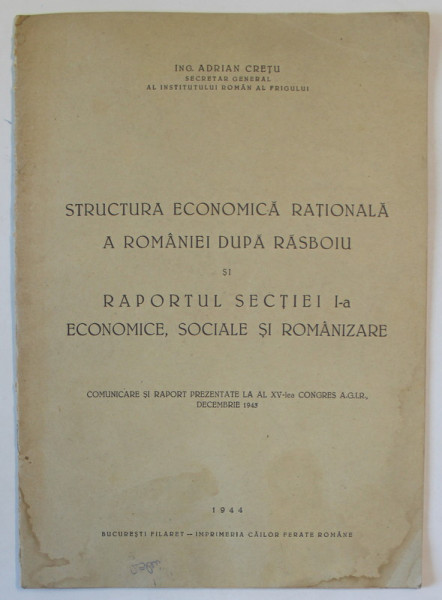 ING. ADRIAN CREȚU
SECRETAR GENERAL
AL INSTITUTULUI ROMÂN AL FRIGULUI
STRUCTURA ECONOMICĂ RAȚIONALĂ
A ROMÂNIEI DUPĂ RĂSBOIU
ȘI
RAPORTUL SECȚIEI I-a
ECONOMICE, SOCIALE ȘI ROMÂNIZARE
COMUNICARE ȘI RAPORT PREZENTATE LA AL XV-lea CONGRES A.G.I.R.,
DECEMBRIE 1943
1944
BUCUREȘTI FILARET — IMPRIMERIA CĂILOR FERATE ROMÂNE